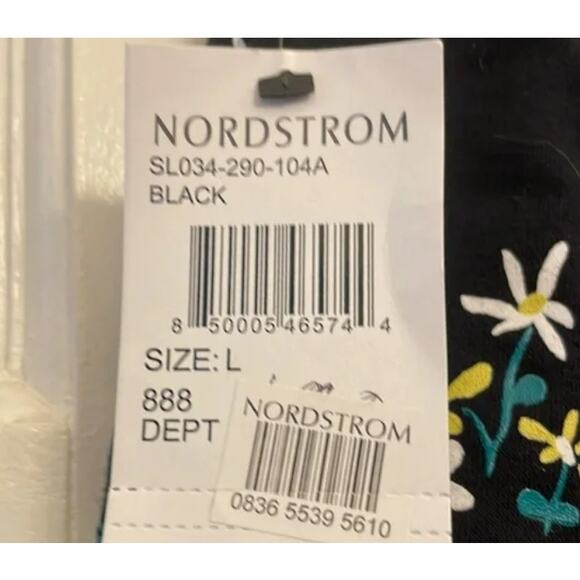 NORDSTROM
SL034-290-104A
BLACK
8 50005 46574 4
SIZE: L
888
DEPT
NORDSTROM
0836 5539 5610